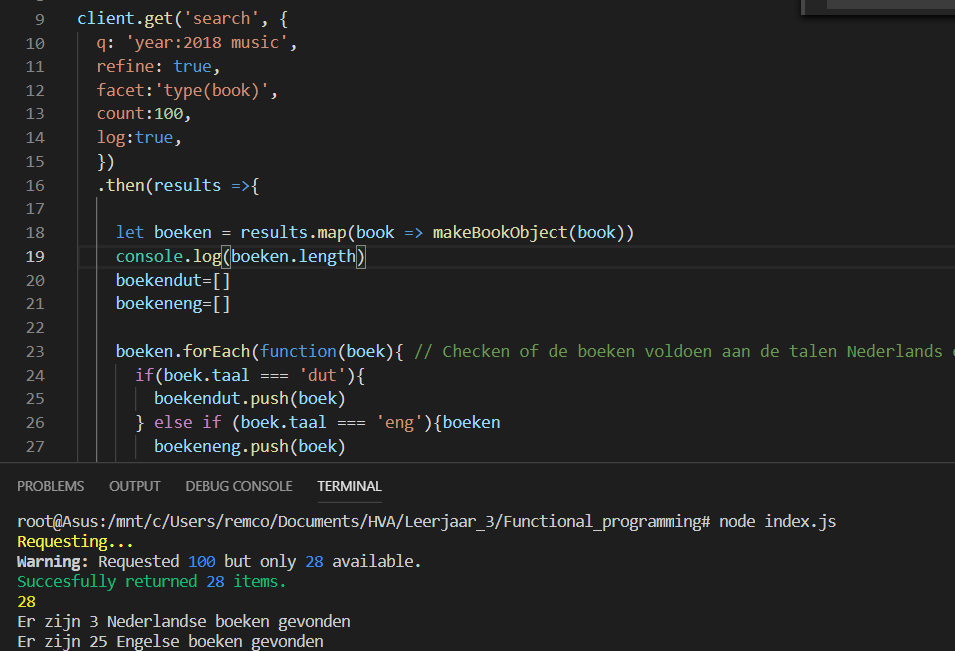 9 client.get('search', {
10 q: 'year:2018 music',
11 refine: true,
12 facet:'type(book)',
13 count:100,
14 log:true,
15 })
16 .then(results =>{
17
18 let boeken = results.map(book => makeBookObject(book))
19 console.log(boeken.length)
20 boekendut=[]
21 boekeneng=[]
22
23 boeken.forEach(function(boek){ // Checken of de boeken voldoen aan de talen Nederlands
24 if(boek.taal === 'dut'){
25 boekendut.push(boek)
26 } else if (boek.taal === 'eng'){boeken
27 boekeneng.push(boek)
PROBLEMS OUTPUT DEBUG CONSOLE TERMINAL
root@Asus:/mnt/c/Users/remco/Documents/HVA/Leerjaar_3/Functional_programming# node index.js
Requesting...
Warning: Requested 100 but only 28 available.
Succesfully returned 28 items.
28
Er zijn 3 Nederlandse boeken gevonden
Er zijn 25 Engelse boeken gevonden